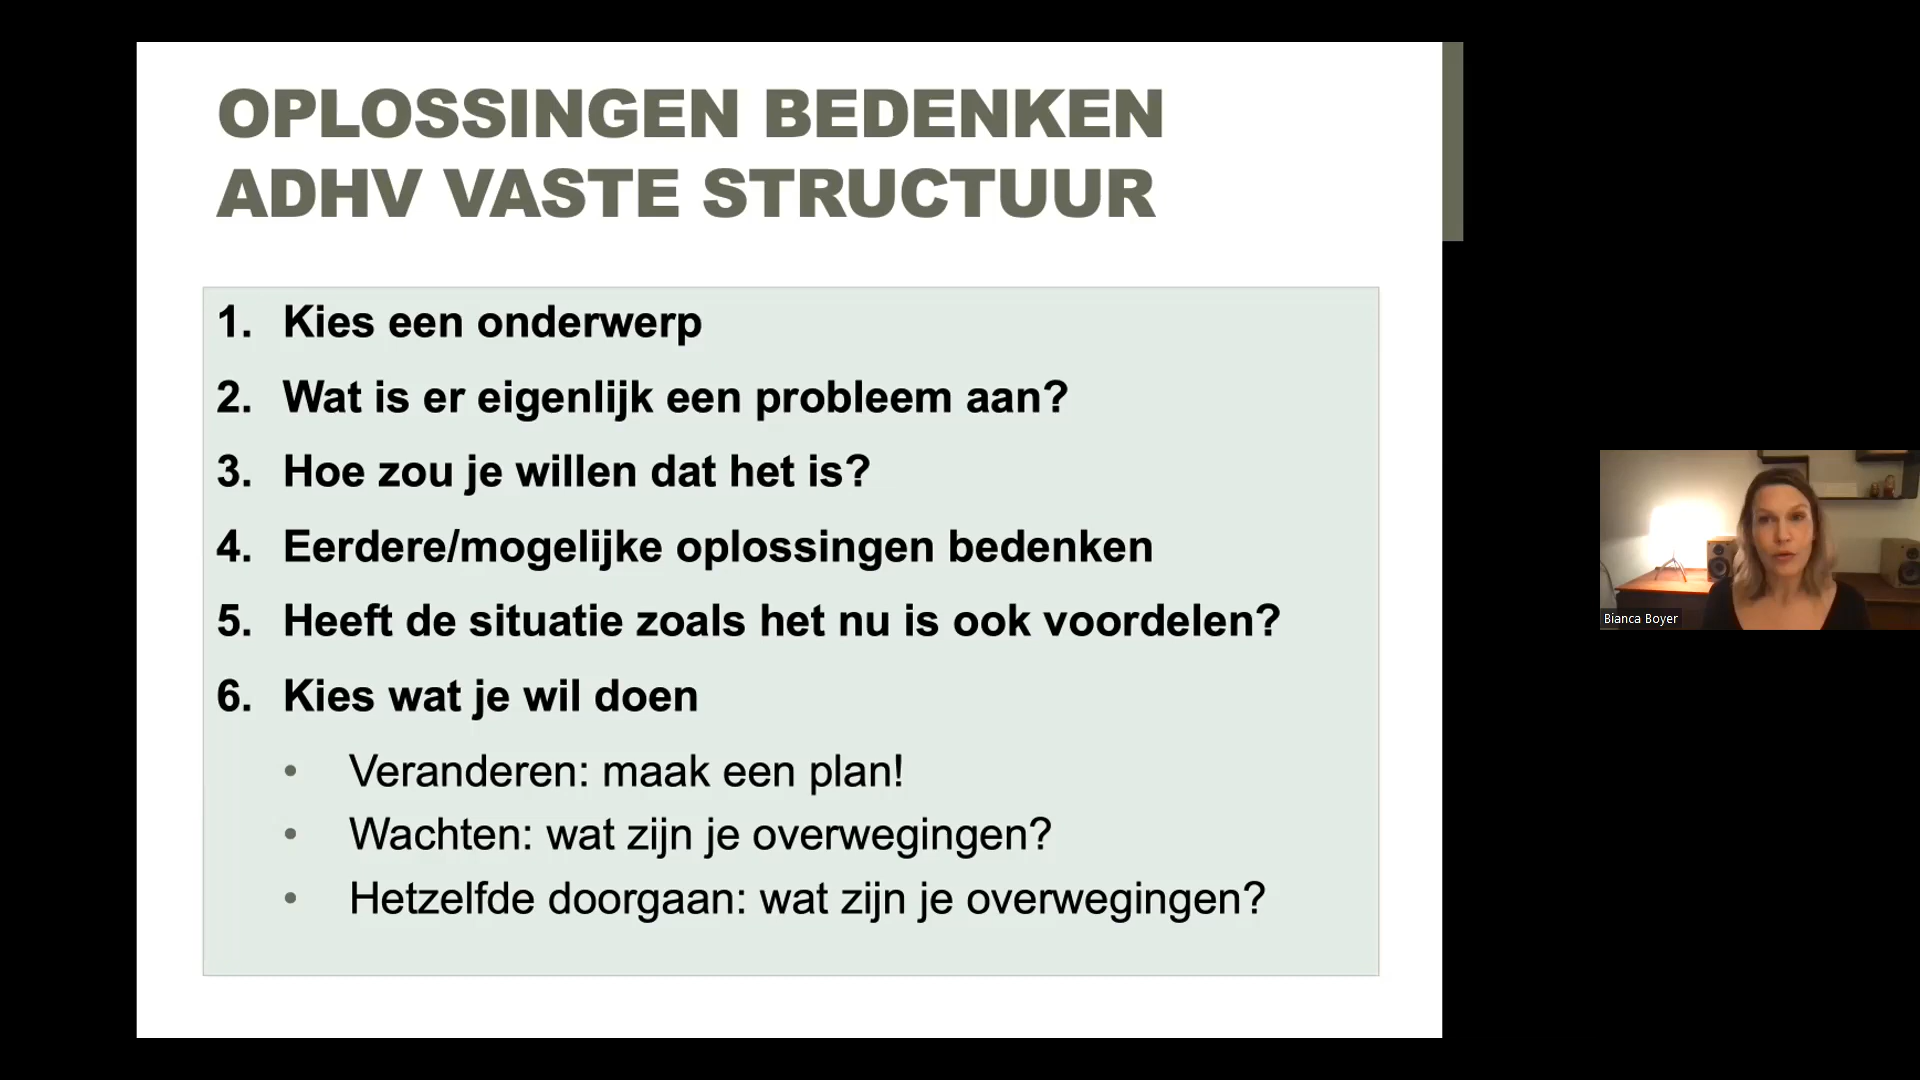 OPLOSSINGEN BEDENKEN
ADHV VASTE STRUCTUUR
1. Kies een onderwerp
2. Wat is er eigenlijk een probleem aan?
3. Hoe zou je willen dat het is?
4. Eerdere/mogelijke oplossingen bedenken
5. Heeft de situatie zoals het nu is ook voordelen?
6. Kies wat je wil doen
• Veranderen: maak een plan!
• Wachten: wat zijn je overwegingen?
• Hetzelfde doorgaan: wat zijn je overwegingen?
Bianca Boyer